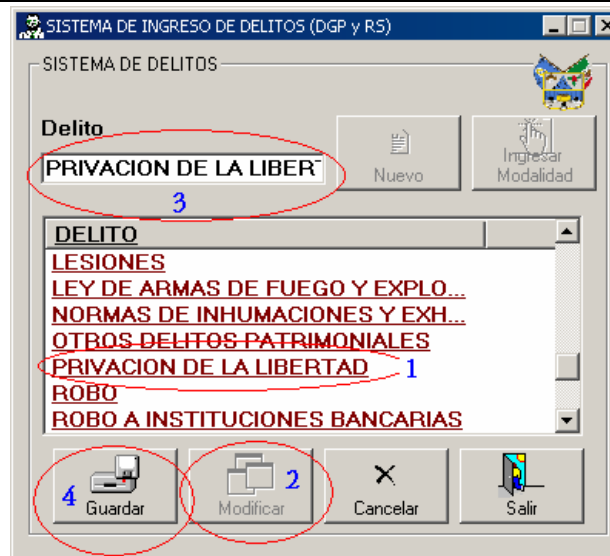 SISTEMA DE INGRESO DE DELITOS (DGP y RS)
SISTEMA DE DELITOS
Delito
PRIVACION DE LA LIBERT
3
Nuevo
Ingresar
Modalidad
DELITO
LESIONES
LEY DE ARMAS DE FUEGO Y EXPLO...
NORMAS DE INHUMACIONES Y EXH...
OTROS DELITOS PATRIMONIALES
PRIVACION DE LA LIBERTAD 1
ROBO
ROBO A INSTITUCIONES BANCARIAS
4 Guardar
Modificar 2
Cancelar
Salir